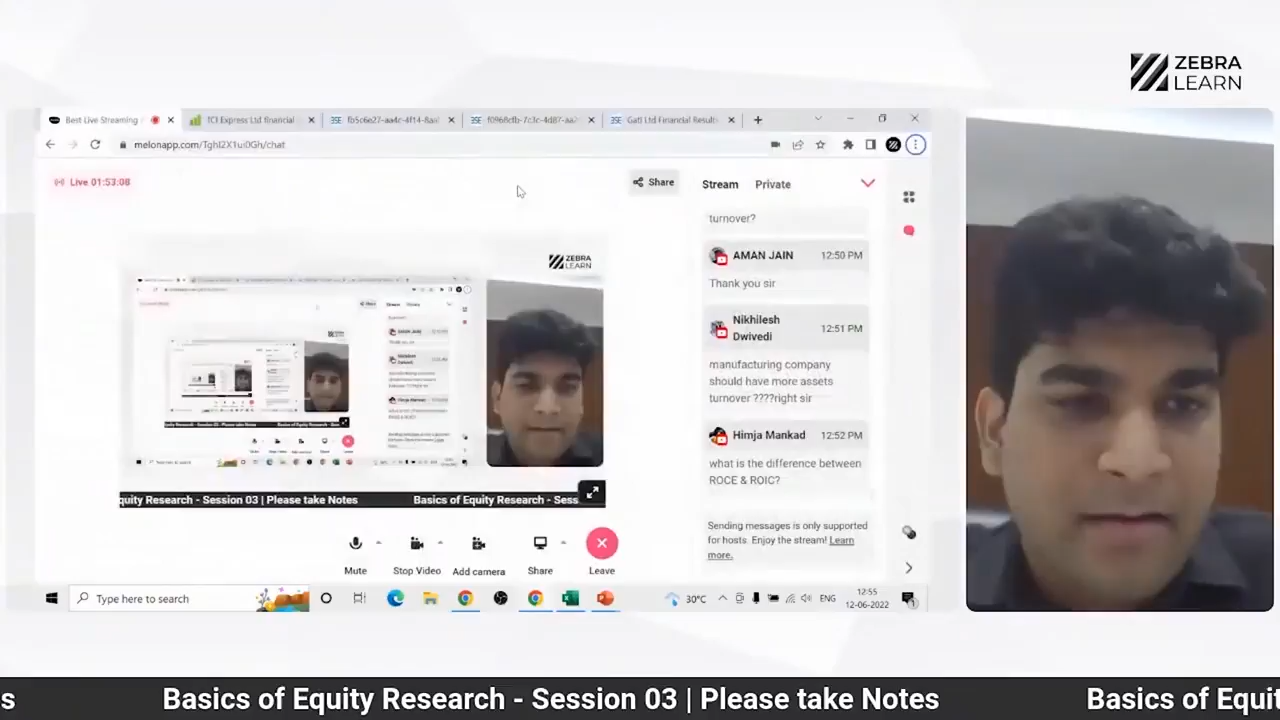 ZEBRA
LEARN
Best Live Streaming
TCI Express Ltd financial
Gati Ltd Financial Result
melonapp.com/TghI2X1ui0Gh/chat
Live 01:53:08
Share
Stream Private
turnover?
AMAN JAIN 12:50 PM
Thank you sir
Nikhilesh
Dwivedi 12:51 PM
manufacturing company
should have more assets
turnover ????right sir
Himja Mankad 12:52 PM
what is the difference between
ROCE & ROIC?
Sending messages is only supported
for hosts. Enjoy the stream! Learn
more.
ZEBRA
LEARN
quity Research - Session 03 | Please take Notes Basics of Equity Research - Sess
Mute Stop Video Add camera Share Leave
Type here to search
30°C ENG 12:55
12-06-2022
s Basics of Equity Research - Session 03 | Please take Notes Basics of Equit